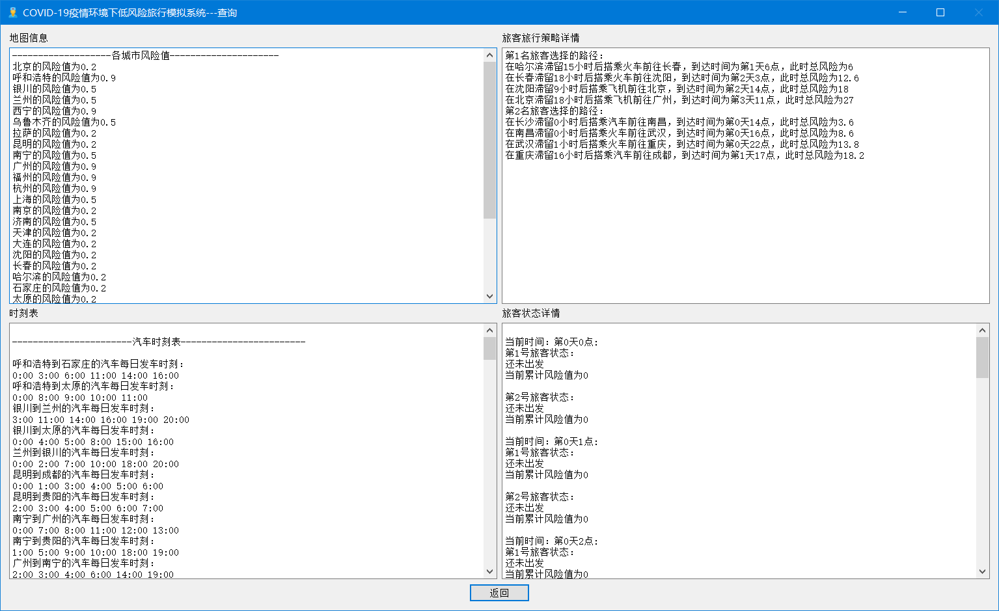 COVID-19疫情环境下低风险旅行模拟系统---查询
地图信息
-------------------各城市风险值---------------------
北京的风险值为0.2
呼和浩特的风险值为0.9
银川的风险值为0.5
兰州的风险值为0.5
西宁的风险值为0.9
乌鲁木齐的风险值为0.5
拉萨的风险值为0.2
昆明的风险值为0.2
南宁的风险值为0.5
广州的风险值为0.9
福州的风险值为0.9
杭州的风险值为0.9
上海的风险值为0.5
南京的风险值为0.2
济南的风险值为0.5
天津的风险值为0.2
大连的风险值为0.2
沈阳的风险值为0.2
长春的风险值为0.2
哈尔滨的风险值为0.2
石家庄的风险值为0.2
太原的风险值为0.2
旅客旅行策略详情
第1名旅客选择的路径:
在哈尔滨滞留15小时后搭乘火车前往长春，到达时间为第1天6点，此时总风险为6
在长春滞留18小时后搭乘火车前往沈阳，到达时间为第2天3点，此时总风险为12.6
在沈阳滞留9小时后搭乘飞机前往北京，到达时间为第2天14点，此时总风险为18
在北京滞留18小时后搭乘飞机前往广州，到达时间为第3天11点，此时总风险为27
第2名旅客选择的路径:
在长沙滞留0小时后搭乘汽车前往南昌，到达时间为第0天14点，此时总风险为3.6
在南昌滞留0小时后搭乘火车前往武汉，到达时间为第0天16点，此时总风险为8.6
在武汉滞留1小时后搭乘火车前往重庆，到达时间为第0天22点，此时总风险为13.8
在重庆滞留16小时后搭乘汽车前往成都，到达时间为第1天17点，此时总风险为18.2
时刻表
-----------------------汽车时刻表------------------------
呼和浩特到石家庄的汽车每日发车时刻:
0:00 3:00 6:00 11:00 14:00 16:00
呼和浩特到太原的汽车每日发车时刻:
0:00 8:00 9:00 10:00 11:00
银川到兰州的汽车每日发车时刻:
3:00 11:00 14:00 16:00 19:00 20:00
银川到太原的汽车每日发车时刻:
0:00 4:00 5:00 8:00 15:00 16:00
兰州到银川的汽车每日发车时刻:
0:00 2:00 7:00 10:00 18:00 20:00
昆明到成都的汽车每日发车时刻:
0:00 1:00 3:00 4:00 5:00 6:00
昆明到贵阳的汽车每日发车时刻:
2:00 3:00 4:00 5:00 6:00 7:00
南宁到广州的汽车每日发车时刻:
0:00 7:00 8:00 11:00 12:00 13:00
南宁到贵阳的汽车每日发车时刻:
1:00 5:00 9:00 10:00 18:00 19:00
广州到南宁的汽车每日发车时刻:
2:00 3:00 4:00 6:00 14:00 19:00
旅客状态详情
当前时间: 第0天0点:
第1号旅客状态:
还未出发
当前累计风险值为0
第2号旅客状态:
还未出发
当前累计风险值为0
当前时间: 第0天1点:
第1号旅客状态:
还未出发
当前累计风险值为0
第2号旅客状态:
还未出发
当前累计风险值为0
当前时间: 第0天2点:
第1号旅客状态:
还未出发
当前累计风险值为0
返回